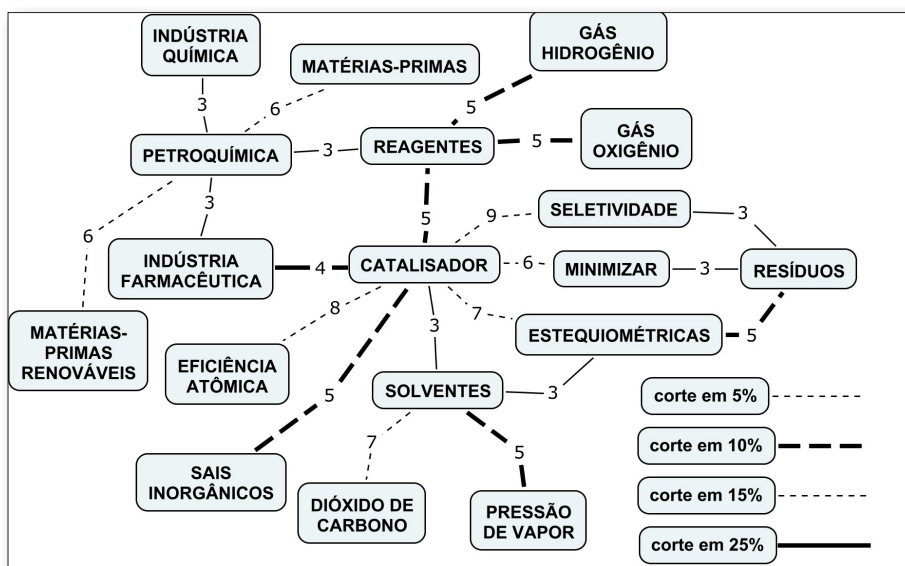 INDÚSTRIA
QUÍMICA
GÁS
HIDROGÊNIO
MATÉRIAS-PRIMAS
3
6
5
PETROQUÍMICA
3
REAGENTES
5
GÁS
OXIGÊNIO
3
5
9
SELETIVIDADE
3
6
INDÚSTRIA
FARMACÊUTICA
4
CATALISADOR
6
MINIMIZAR
3
RESÍDUOS
8
3
7
MATÉRIAS-
PRIMAS
RENOVÁVEIS
ESTEQUIOMÉTRICAS
5
EFICIÊNCIA
ATÔMICA
5
SOLVENTES
3
7
5
SAIS
INORGÂNICOS
DIÓXIDO DE
CARBONO
PRESSÃO
DE VAPOR
corte em 5%
corte em 10%
corte em 15%
corte em 25%